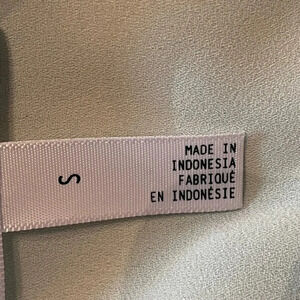 S
MADE IN
INDONESIA
FABRIQUÉ
EN INDONÉSIE